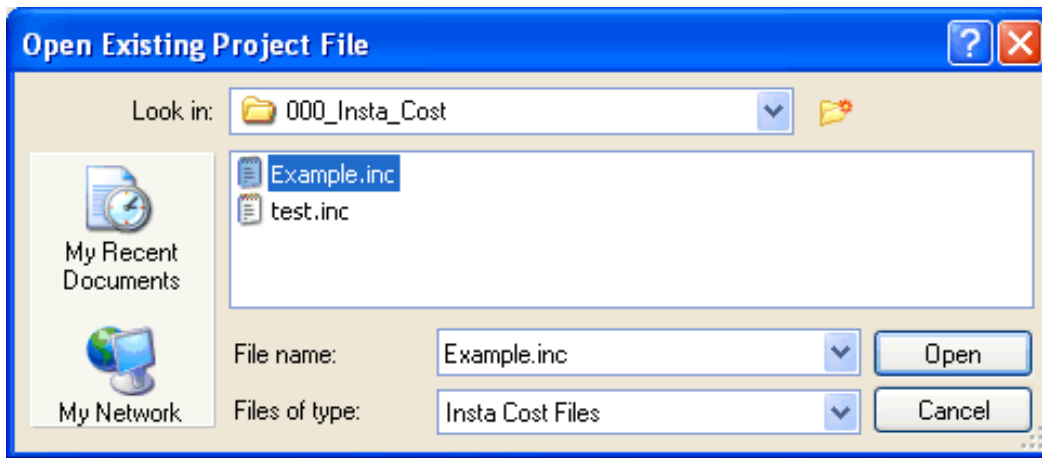 Open Existing Project File
Look in: 000_Insta_Cost
Example.inc
test.inc
My Recent
Documents
My Network
File name: Example.inc Open
Files of type: Insta Cost Files Cancel